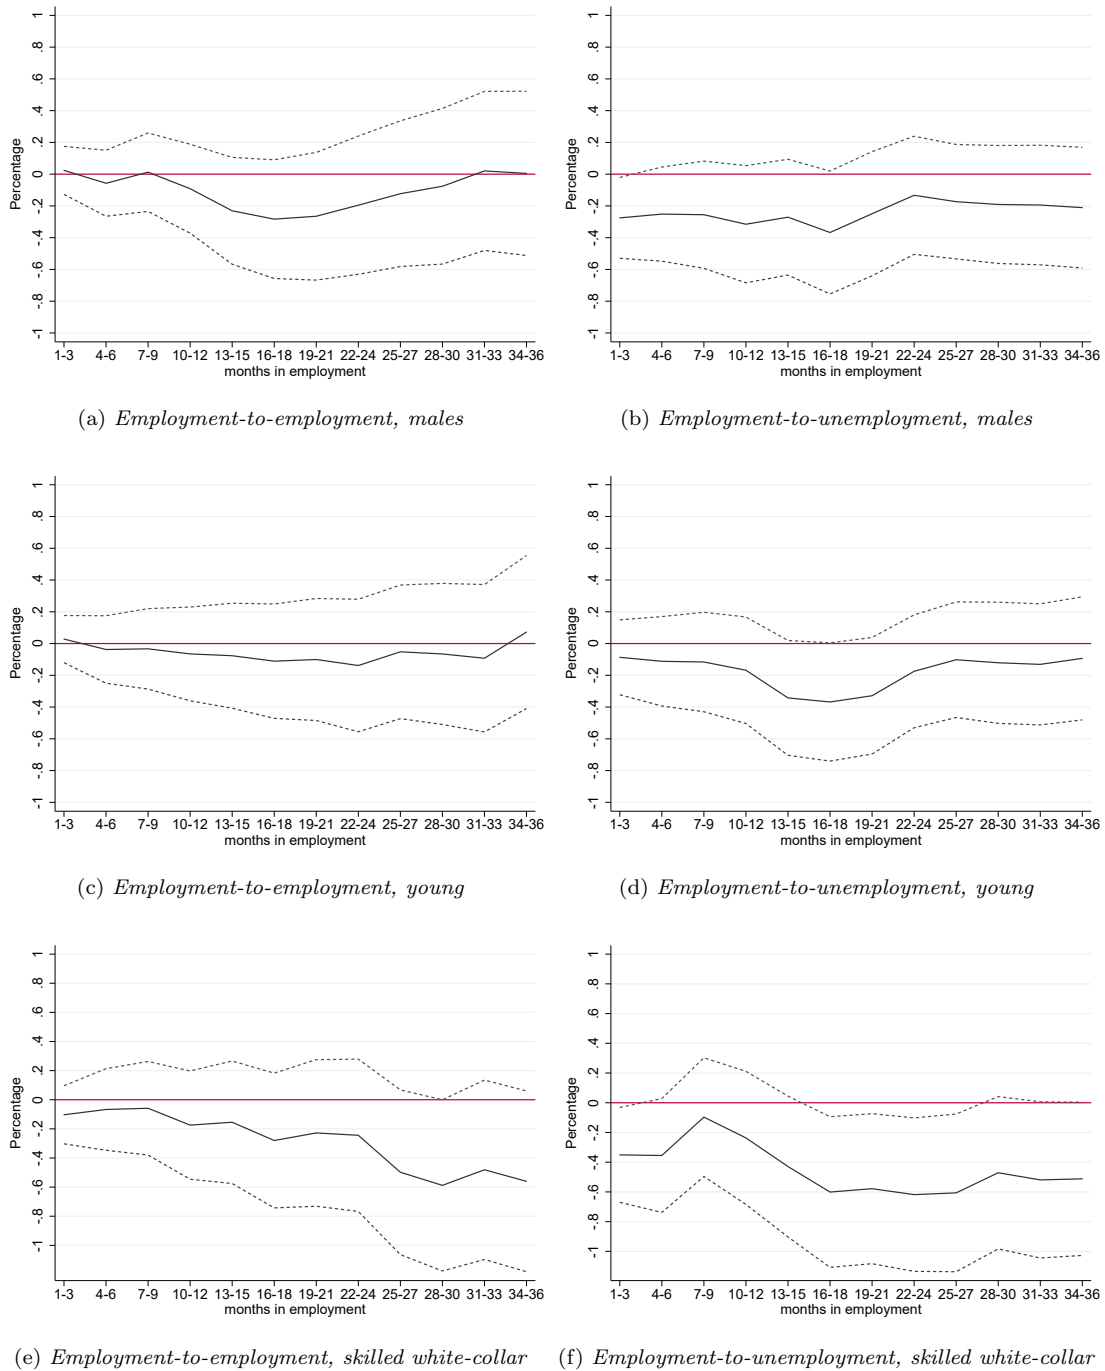 1
.8
.6
.4
.2
0
-.2
-.4
-.6
-.8
-1
Percentage
1-3 4-6 7-9 10-12 13-15 16-18 19-21 22-24 25-27 28-30 31-33 34-36
months in employment
(a) Employment-to-employment, males
1
.8
.6
.4
.2
0
-.2
-.4
-.6
-.8
-1
Percentage
1-3 4-6 7-9 10-12 13-15 16-18 19-21 22-24 25-27 28-30 31-33 34-36
months in employment
(b) Employment-to-unemployment, males
1
.8
.6
.4
.2
0
-.2
-.4
-.6
-.8
-1
Percentage
1-3 4-6 7-9 10-12 13-15 16-18 19-21 22-24 25-27 28-30 31-33 34-36
months in employment
(c) Employment-to-employment, young
1
.8
.6
.4
.2
0
-.2
-.4
-.6
-.8
-1
Percentage
1-3 4-6 7-9 10-12 13-15 16-18 19-21 22-24 25-27 28-30 31-33 34-36
months in employment
(d) Employment-to-unemployment, young
1
.8
.6
.4
.2
0
-.2
-.4
-.6
-.8
-1
Percentage
1-3 4-6 7-9 10-12 13-15 16-18 19-21 22-24 25-27 28-30 31-33 34-36
months in employment
(e) Employment-to-employment, skilled white-collar
1
.8
.6
.4
.2
0
-.2
-.4
-.6
-.8
-1
Percentage
1-3 4-6 7-9 10-12 13-15 16-18 19-21 22-24 25-27 28-30 31-33 34-36
months in employment
(f) Employment-to-unemployment, skilled white-collar